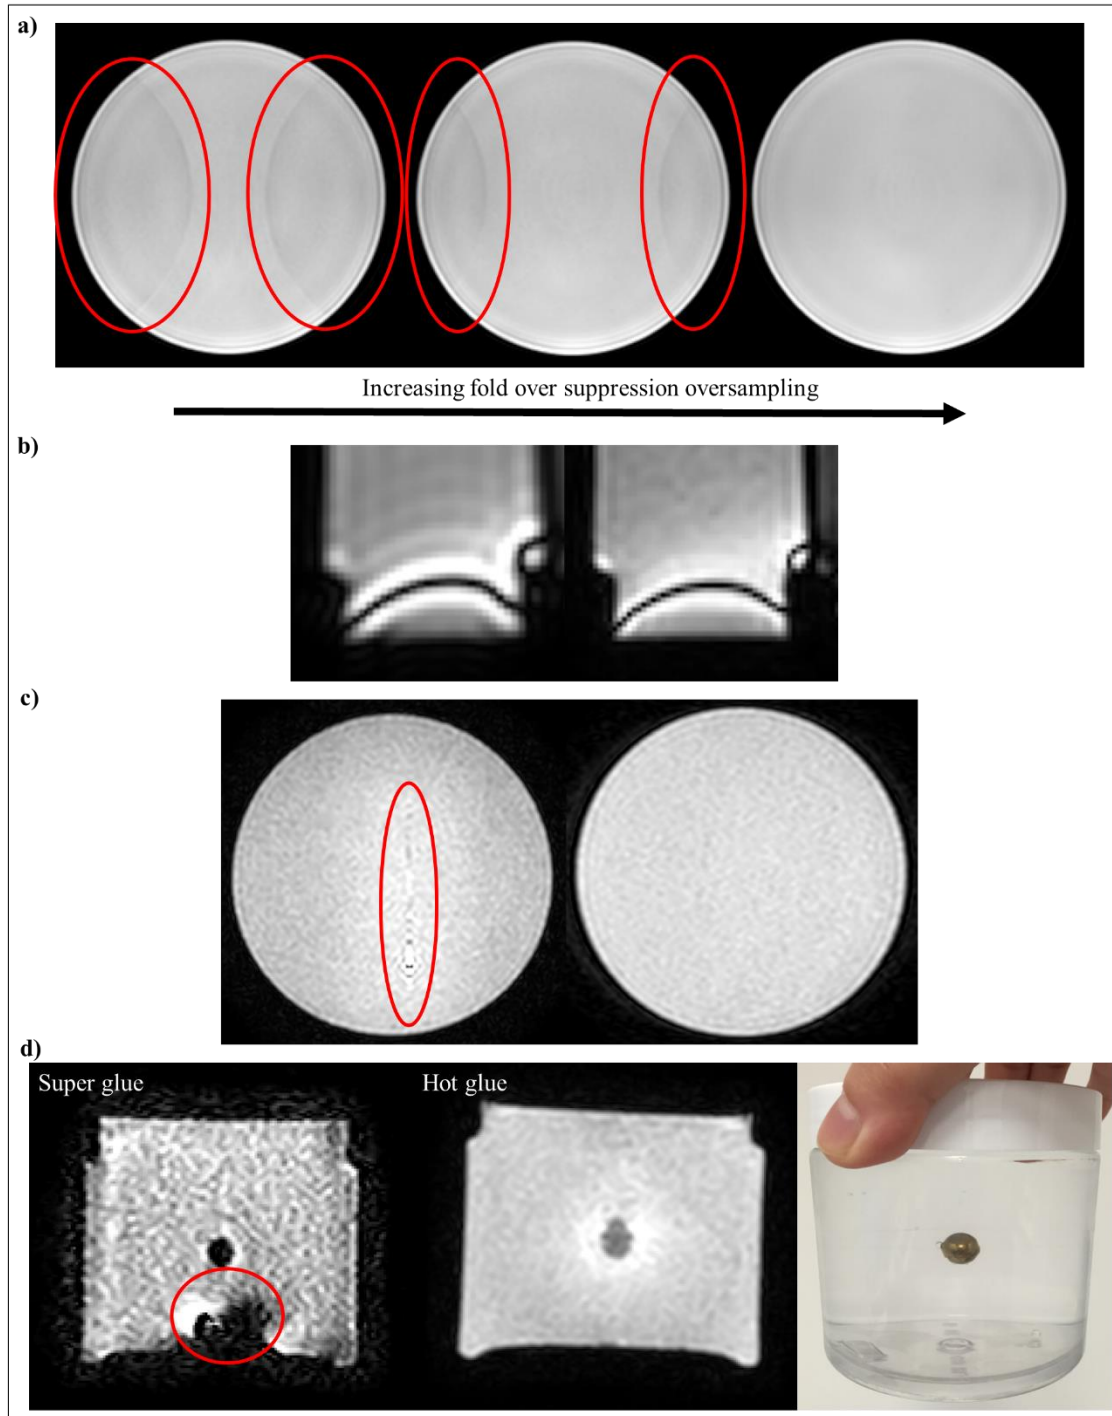 a)
Increasing fold over suppression oversampling
b)
c)
d)
Super glue
Hot glue